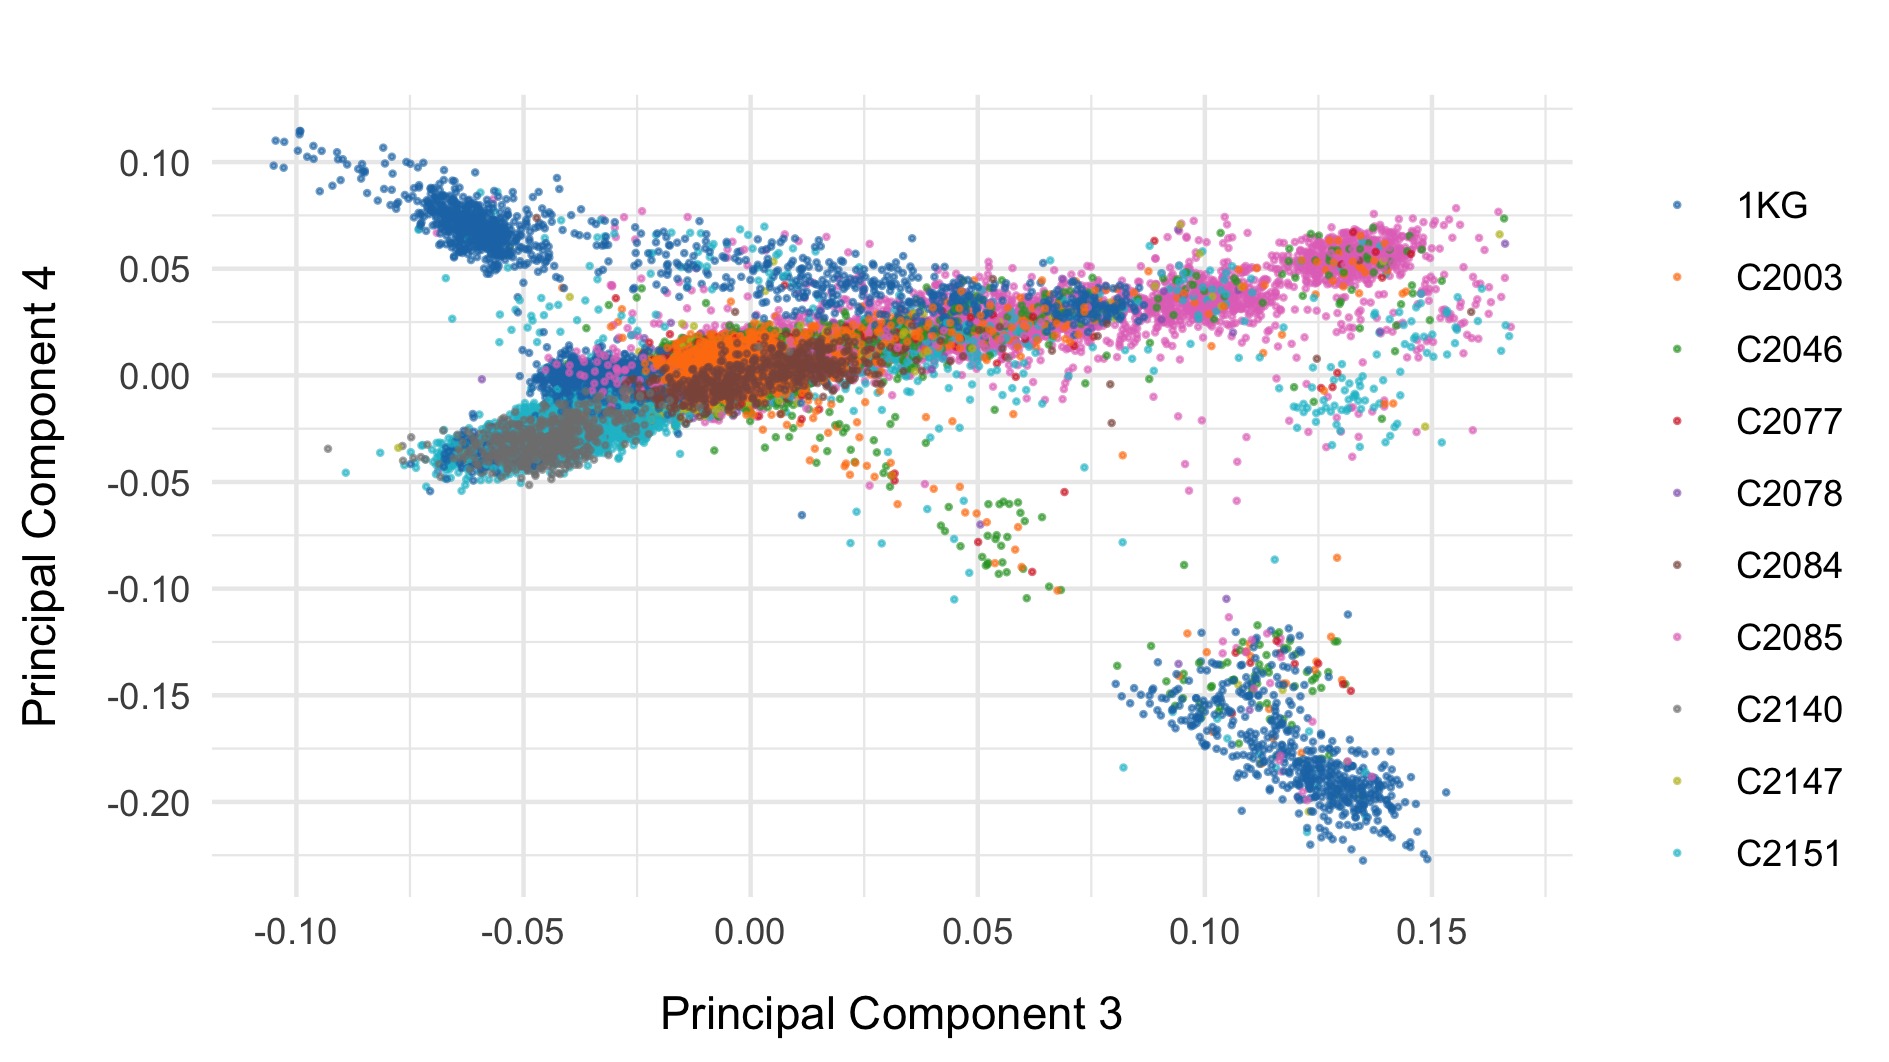 Principal Component 4
0.10
0.05
0.00
-0.05
-0.10
-0.15
-0.20
-0.10
-0.05
0.00
0.05
0.10
0.15
Principal Component 3
1KG
C2003
C2046
C2077
C2078
C2084
C2085
C2140
C2147
C2151